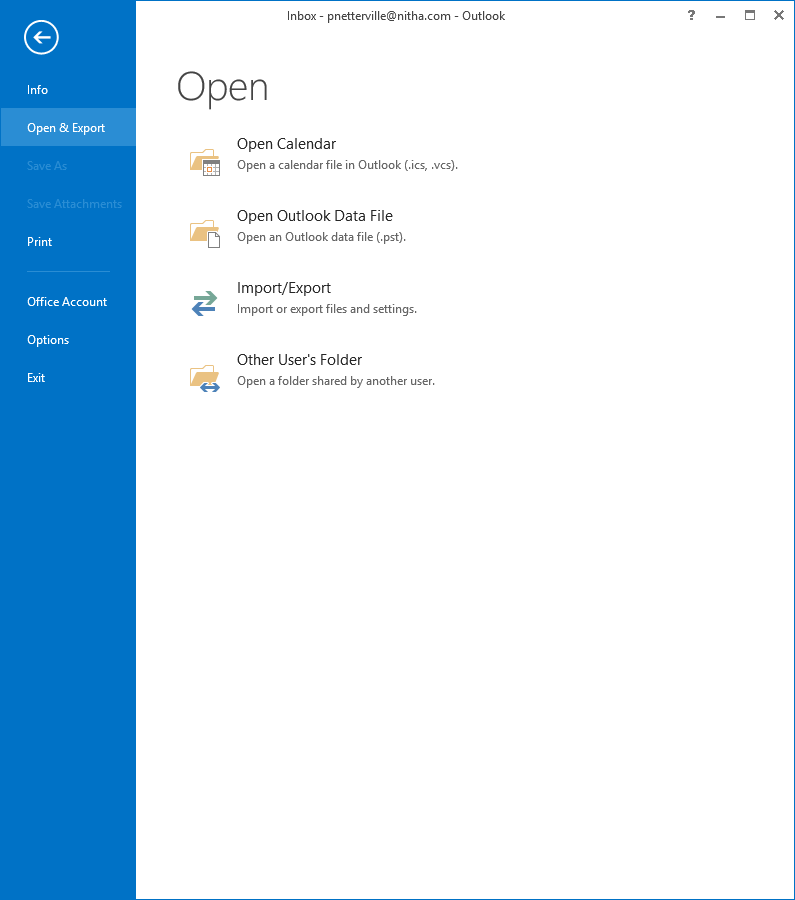 Inbox - pnetterville@nitha.com - Outlook
?
Info
Open & Export
Save As
Save Attachments
Print
Office Account
Options
Exit
Open
Open Calendar
Open a calendar file in Outlook (.ics, .vcs).
Open Outlook Data File
Open an Outlook data file (.pst).
Import/Export
Import or export files and settings.
Other User's Folder
Open a folder shared by another user.